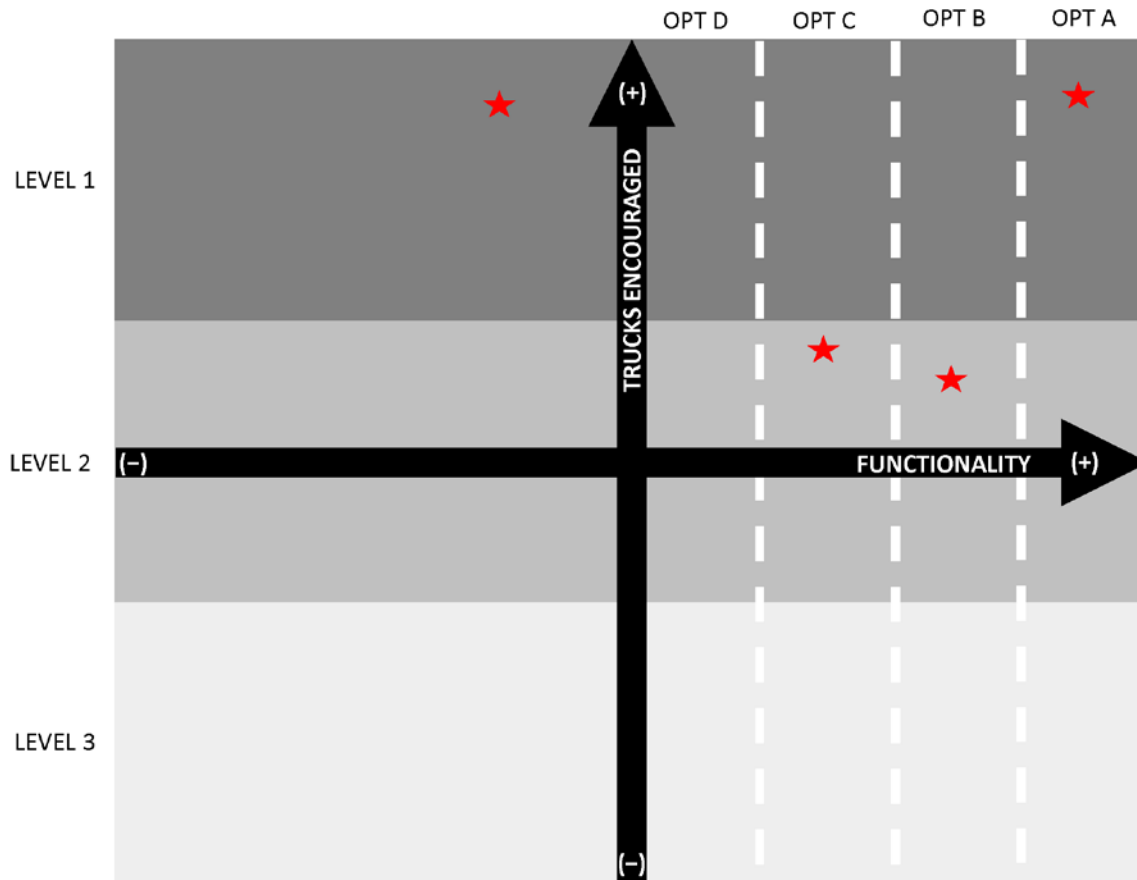 OPT D OPT C OPT B OPT A
(+)
LEVEL 1
TRUCKS ENCOURAGED
LEVEL 2
(−)
FUNCTIONALITY
(+)
LEVEL 3
(−)